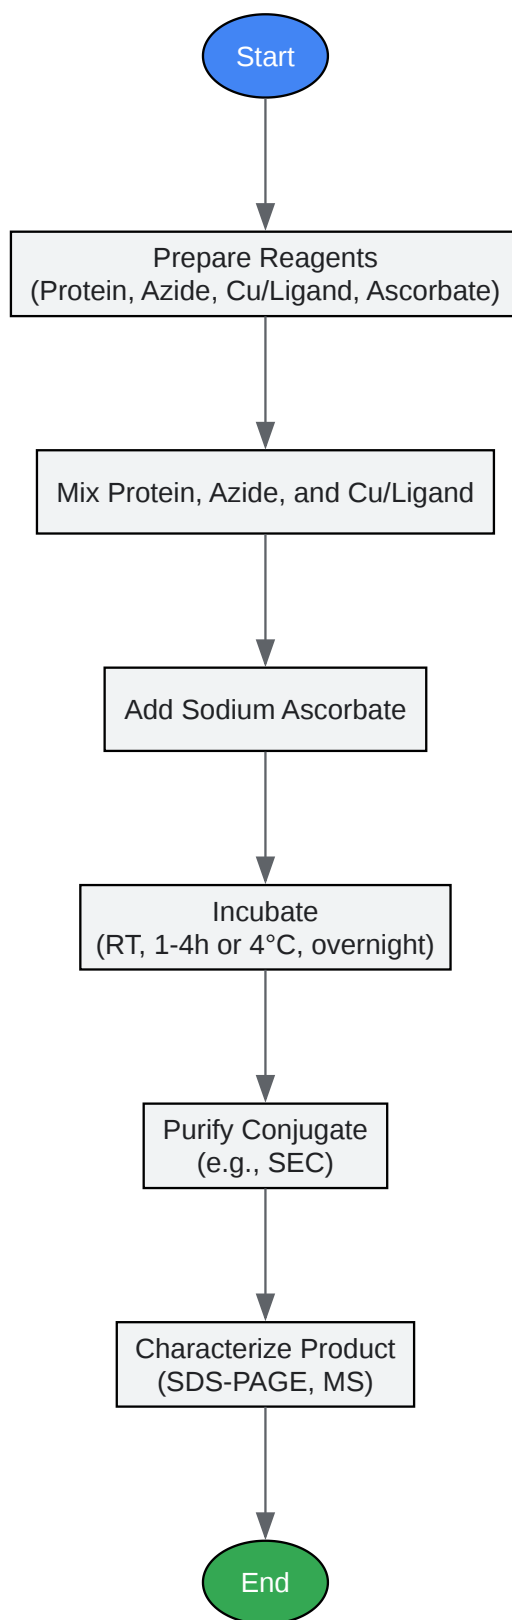 Start
Prepare Reagents
(Protein, Azide, Cu/Ligand, Ascorbate)
Mix Protein, Azide, and Cu/Ligand
Add Sodium Ascorbate
Incubate
(RT, 1-4h or 4°C, overnight)
Purify Conjugate
(e.g., SEC)
Characterize Product
(SDS-PAGE, MS)
End